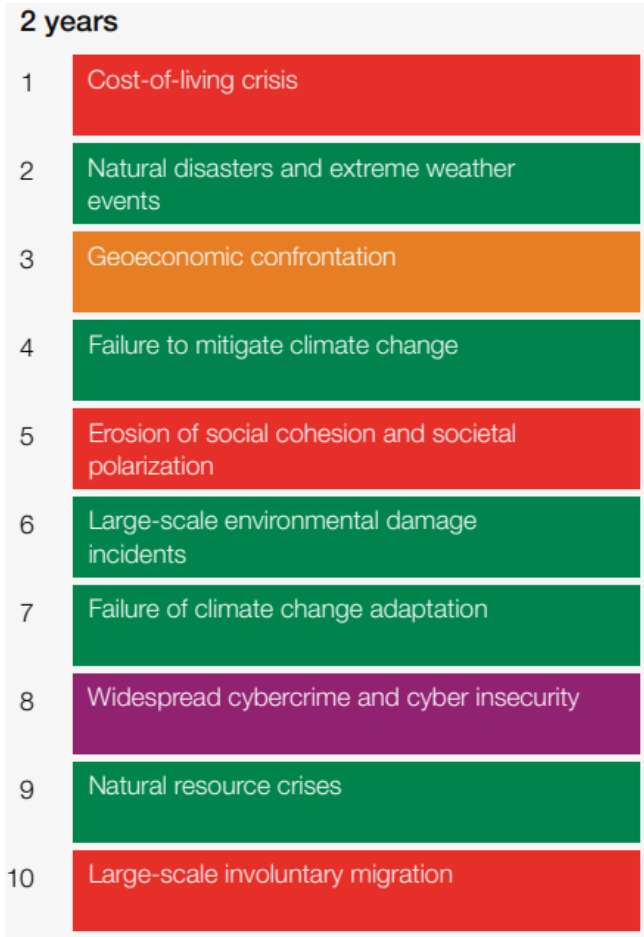 2 years
1 Cost-of-living crisis
2 Natural disasters and extreme weather
events
3 Geoeconomic confrontation
4 Failure to mitigate climate change
5 Erosion of social cohesion and societal
polarization
6 Large-scale environmental damage
incidents
7 Failure of climate change adaptation
8 Widespread cybercrime and cyber insecurity
9 Natural resource crises
10 Large-scale involuntary migration